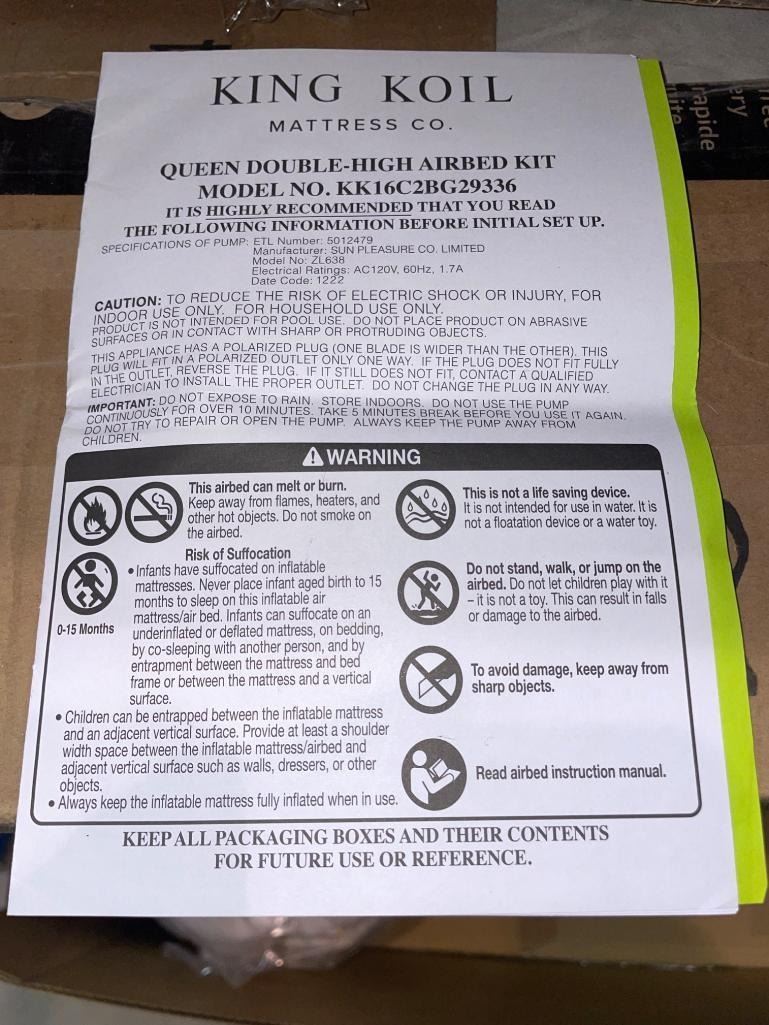 KING KOIL
MATTRESS CO.
QUEEN DOUBLE-HIGH AIRBED KIT
MODEL NO. KK16C2BG29336
IT IS HIGHLY RECOMMENDED THAT YOU READ
THE FOLLOWING INFORMATION BEFORE INITIAL SET UP.
SPECIFICATIONS OF PUMP: ETL Number: 5012479
Manufacturer: SUN PLEASURE CO. LIMITED
Model No: ZL638
Electrical Ratings: AC120V, 60Hz, 1.7A
Date Code: 1222
CAUTION: TO REDUCE THE RISK OF ELECTRIC SHOCK OR INJURY, FOR
INDOOR USE ONLY. FOR HOUSEHOLD USE ONLY.
PRODUCT IS NOT INTENDED FOR POOL USE. DO NOT PLACE PRODUCT ON ABRASIVE
SURFACES OR IN CONTACT WITH SHARP OR PROTRUDING OBJECTS.
THIS APPLIANCE HAS A POLARIZED PLUG (ONE BLADE IS WIDER THAN THE OTHER). THIS
PLUG WILL FIT IN A POLARIZED OUTLET ONLY ONE WAY. IF THE PLUG DOES NOT FIT FULLY
IN THE OUTLET, REVERSE THE PLUG. IF IT STILL DOES NOT FIT, CONTACT A QUALIFIED
ELECTRICIAN TO INSTALL THE PROPER OUTLET. DO NOT CHANGE THE PLUG IN ANY WAY.
IMPORTANT: DO NOT EXPOSE TO RAIN. STORE INDOORS. DO NOT USE THE PUMP
CONTINUOUSLY FOR OVER 10 MINUTES. TAKE 5 MINUTES BREAK BEFORE YOU USE IT AGAIN.
DO NOT TRY TO REPAIR OR OPEN THE PUMP. ALWAYS KEEP THE PUMP AWAY FROM
CHILDREN.
WARNING
This airbed can melt or burn.
Keep away from flames, heaters, and
other hot objects. Do not smoke on
the airbed.
Risk of Suffocation
0-15 Months
• Infants have suffocated on inflatable
mattresses. Never place infant aged birth to 15
months to sleep on this inflatable air
mattress/air bed. Infants can suffocate on an
underinflated or deflated mattress, on bedding,
by co-sleeping with another person, and by
entrapment between the mattress and bed
frame or between the mattress and a vertical
surface.
• Children can be entrapped between the inflatable mattress
and an adjacent vertical surface. Provide at least a shoulder
width space between the inflatable mattress/airbed and
adjacent vertical surface such as walls, dressers, or other
objects.
• Always keep the inflatable mattress fully inflated when in use.
This is not a life saving device.
It is not intended for use in water. It is
not a floatation device or a water toy.
Do not stand, walk, or jump on the
airbed. Do not let children play with it
– it is not a toy. This can result in falls
or damage to the airbed.
To avoid damage, keep away from
sharp objects.
Read airbed instruction manual.
KEEP ALL PACKAGING BOXES AND THEIR CONTENTS
FOR FUTURE USE OR REFERENCE.
rapide